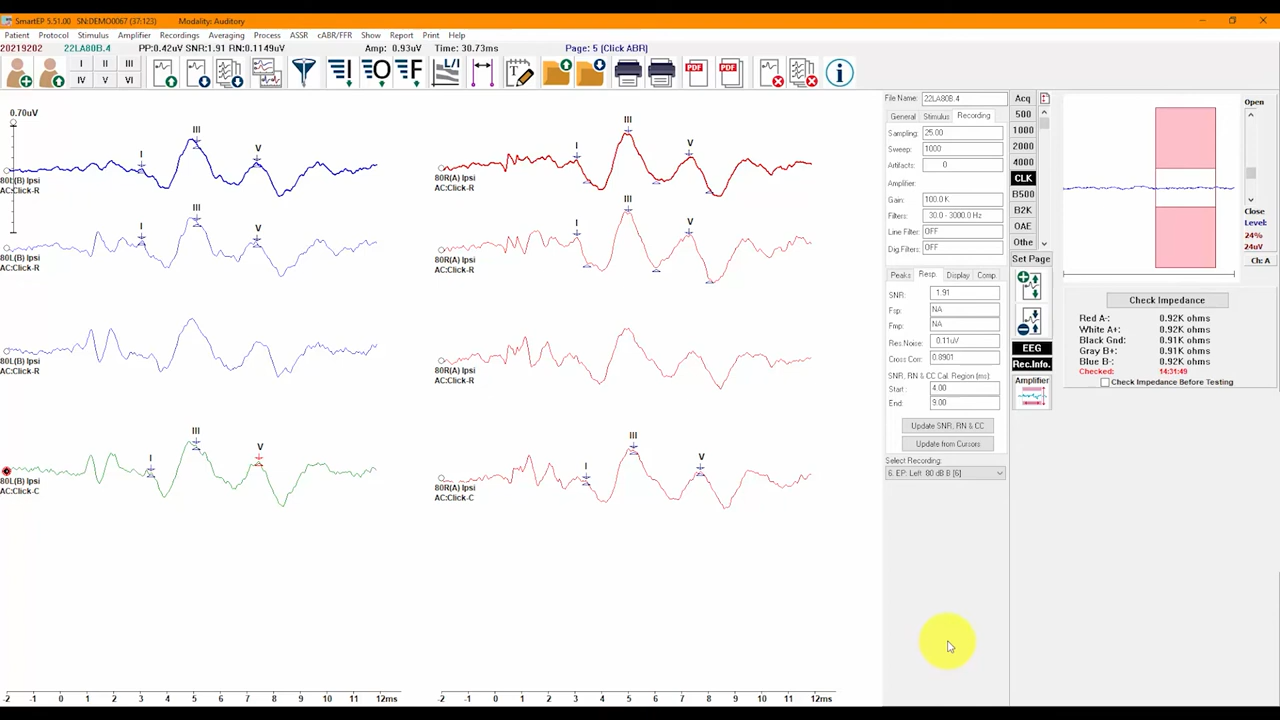 SmartEP 5.51.00 SN:DEMO0067 (37:123) Modality: Auditory
Patient Protocol Stimulus Amplifier Recordings Averaging Process ASSR cABR/FFR Show Report Print Help
20219202 22LA80B.4 PP:0.42uV SNR:1.91 RN:0.1149uV Amp: 0.93uV Time: 30.73ms Page: 5 (Click ABR)
I II III
IV V VI
L/I
PDF PDF
0.70uV
III
I
V
80L(B) Ipsi
AC:Click-R
III
I
V
80L(B) Ipsi
AC:Click-R
80L(B) Ipsi
AC:Click-R
III
I
V
80L(B) Ipsi
AC:Click-C
-2 -1 0 1 2 3 4 5 6 7 8 9 10 11 12ms
III
I
V
80R(A) Ipsi
AC:Click-R
III
I
V
80R(A) Ipsi
AC:Click-R
80R(A) Ipsi
AC:Click-R
III
I
V
80R(A) Ipsi
AC:Click-C
-2 -1 0 1 2 3 4 5 6 7 8 9 10 11 12ms
File Name: 22LA80B.4
General Stimulus Recording
Sampling: 25.00
Sweep: 1000
Artifacts: 0
Amplifier:
Gain: 100.0 K
Filters: 30.0 - 3000.0 Hz
Line Filter: OFF
Dig Filters: OFF
Peaks Resp. Display Comp.
SNR: 1.91
Fsp: NA
Fmp: NA
Res.Noise: 0.11uV
Cross Corr: 0.8901
SNR, RN & CC Cal. Region (ms):
Start : 4.00
End: 9.00
Update SNR, RN & CC
Update from Cursors
Select Recording:
6. EP: Left: 80 dB B [6]
Acq
500
1000
2000
4000
CLK
B500
B2K
OAE
Othe
Set Page
EEG
Rec.Info.
Amplifier
Open
Close
Level:
24%
24uV
Ch: A
Check Impedance
Red A-: 0.92K ohms
White A+: 0.92K ohms
Black Gnd: 0.91K ohms
Gray B+: 0.92K ohms
Blue B-: 0.92K ohms
Checked: 14:31:49
Check Impedance Before Testing